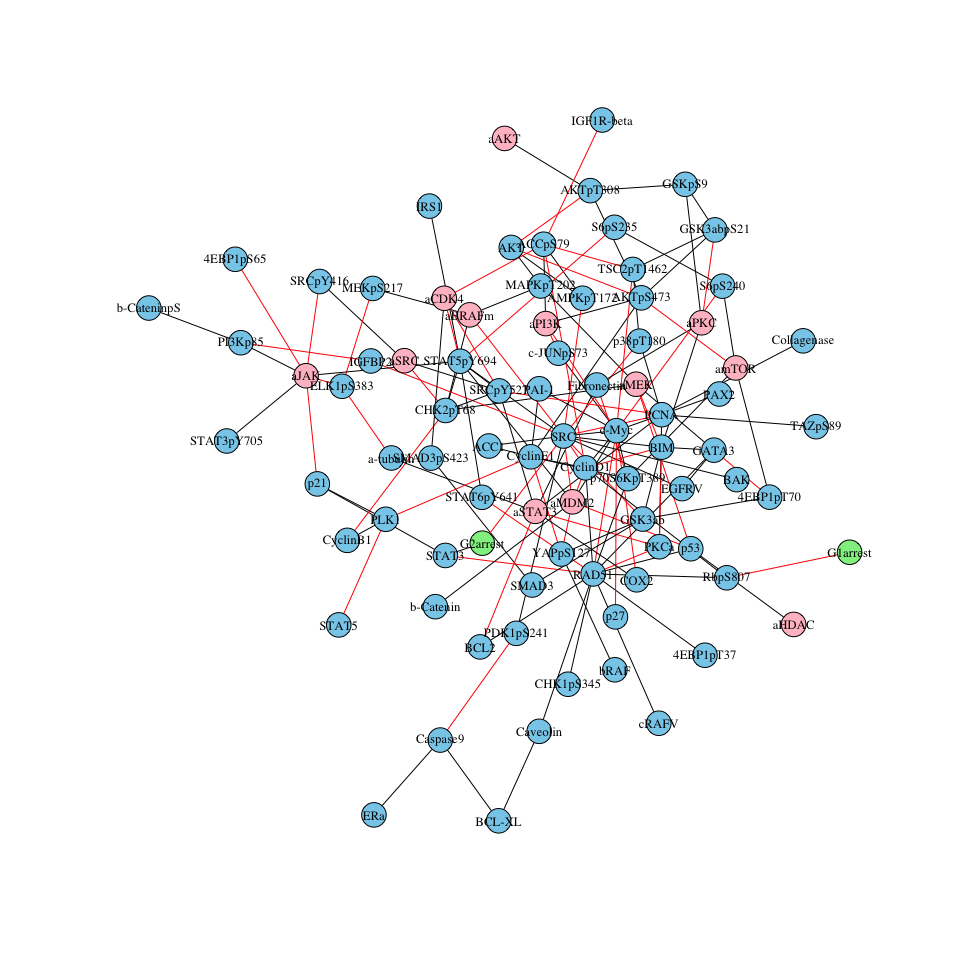 IGF1R-beta
aAKT
GSKpS9
AKTpT308
IRS1
S6pS235
GSK3abpS21
AKT
ACCpS79
4EBP1pS65
TSC2pT1462
SRCpY416
MEKpS217
MAPKpT202
S6pS240
AMPKpT172
AKTpS473
aCDK4
b-CateninpS
aBRAFm
aPI3K
aPKC
PI3Kp85
p38pT180
Collagenase
c-JUNpS73
IGFBP2
aSRC
STAT5pY694
amTOR
aJAK
ELK1pS383
SRCpY527
PAI-1
Fibronectin
aMEK
PAX2
CHK2pT68
PCNA
TAZpS89
STAT3pY705
SRC
c-Myc
ACC1
BIM
GATA3
a-tubulin
SMAD3pS423
CyclinE1
CyclinD1
p70S6KpT389
BAK
p21
EGFRV
STAT6pY641
4EBP1pT70
aMDM2
aSTAT3
PLK1
GSK3ab
CyclinB1
G2arrest
PKCa
p53
G1arrest
STAT3
YAPpS127
RAD51
COX2
RbpS807
SMAD3
b-Catenin
p27
STAT5
PDK1pS241
aHDAC
BCL2
4EBP1pT37
bRAF
CHK1pS345
cRAFV
Caveolin
Caspase9
ERa
BCL-XL